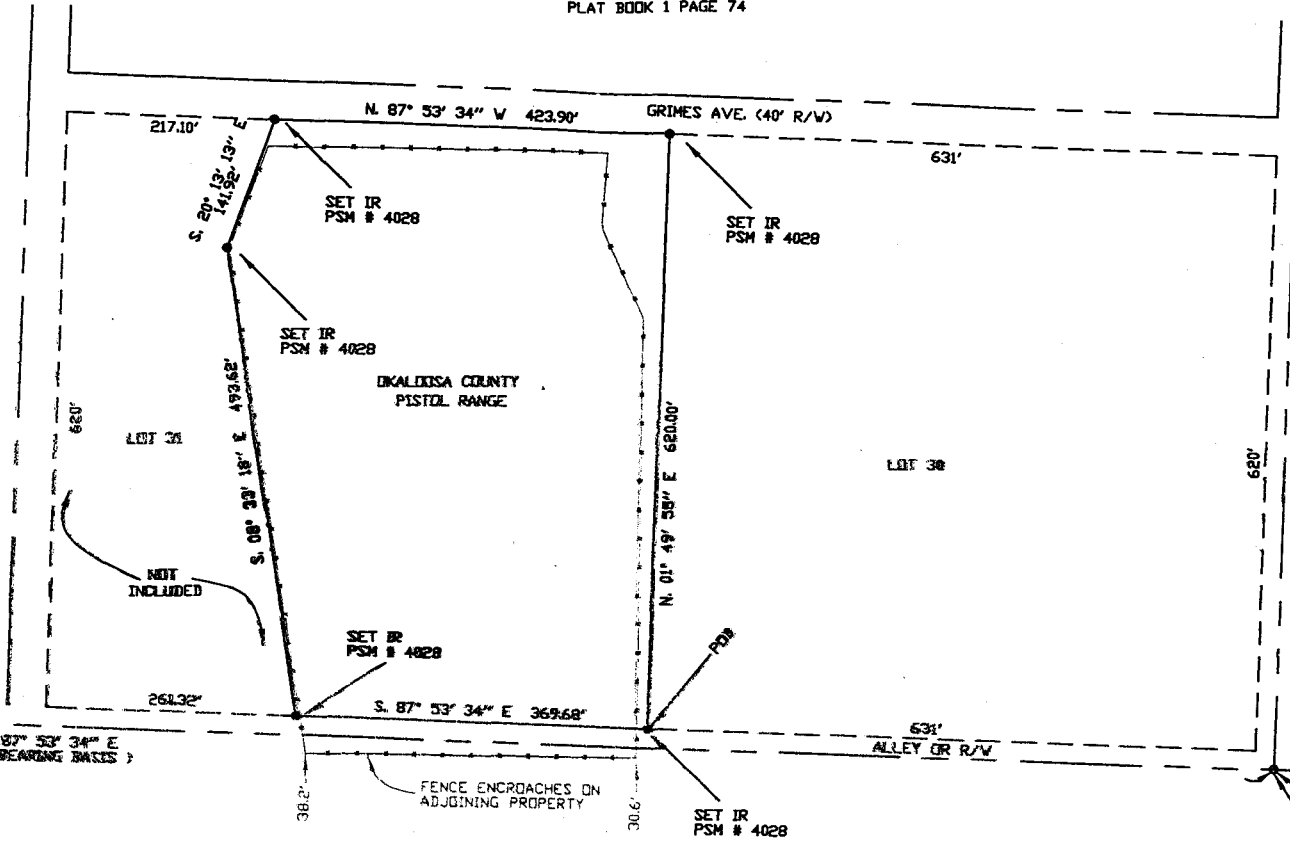 PLAT BOOK 1 PAGE 74
N. 87° 53' 34" W 423.90'
GRIMES AVE. (40' R/W)
217.10'
631'
S. 20° 13' 13" E
141.92'
SET IR
PSM # 4028
SET IR
PSM # 4028
SET IR
PSM # 4028
OKALOOSA COUNTY
PISTOL RANGE
S. 08° 33' 18" E 493.62'
620'
LOT 31
N. 01° 49' 58" E 620.00'
LOT 30
620'
NOT
INCLUDED
SET IR
PSM # 4028
POB
261.32'
S. 87° 53' 34" E 369.68'
631'
ALLEY OR R/W
87° 53' 34" E
BEARING BASIS )
FENCE ENCROACHES ON
ADJOINING PROPERTY
38.2'
30.6'
SET IR
PSM # 4028